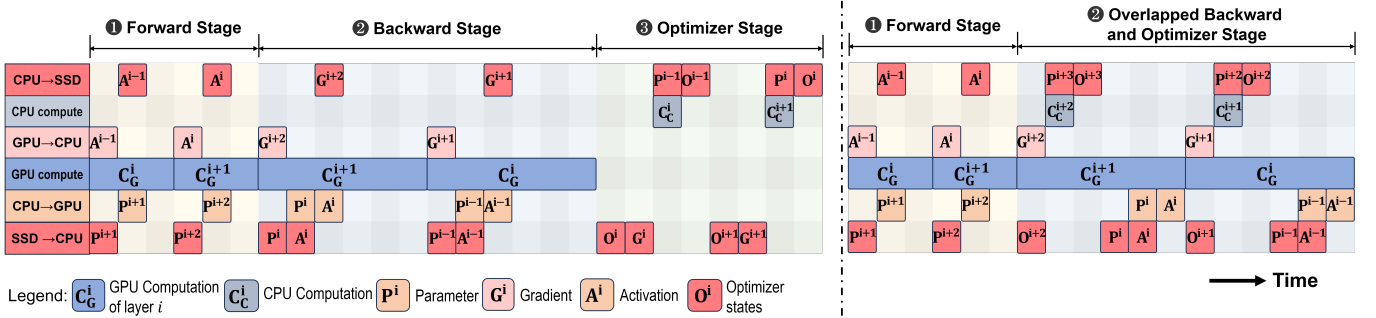 ❶ Forward Stage
❷ Backward Stage
❸ Optimizer Stage
CPU→SSD A^{i-1} A^i G^{i+2} G^{i+1} P^{i-1} O^{i-1} P^i O^i
CPU compute C_C^i C_C^{i+1}
GPU→CPU A^{i-1} A^i G^{i+2} G^{i+1}
GPU compute C_G^i C_G^{i+1} C_G^{i+1} C_G^i
CPU→GPU P^{i+1} P^{i+2} P^i A^i P^{i-1} A^{i-1}
SSD→CPU P^{i+1} P^{i+2} P^i A^i P^{i-1} A^{i-1} O^i G^i O^{i+1} G^{i+1}
❶ Forward Stage
❷ Overlapped Backward
and Optimizer Stage
A^{i-1} A^i P^{i+3} O^{i+3} P^{i+2} O^{i+2}
C_C^{i+2} C_C^{i+1}
A^{i-1} A^i G^{i+2} G^{i+1}
C_G^i C_G^{i+1} C_G^{i+1} C_G^i
P^{i+1} P^{i+2} P^i A^i P^{i-1} A^{i-1}
P^{i+1} P^{i+2} O^{i+2} P^i A^i O^{i+1} P^{i-1} A^{i-1}
Time
Legend:
C_G^i GPU Computation
of layer i
C_C^i CPU Computation
P^i Parameter
G^i Gradient
A^i Activation
O^i Optimizer
states